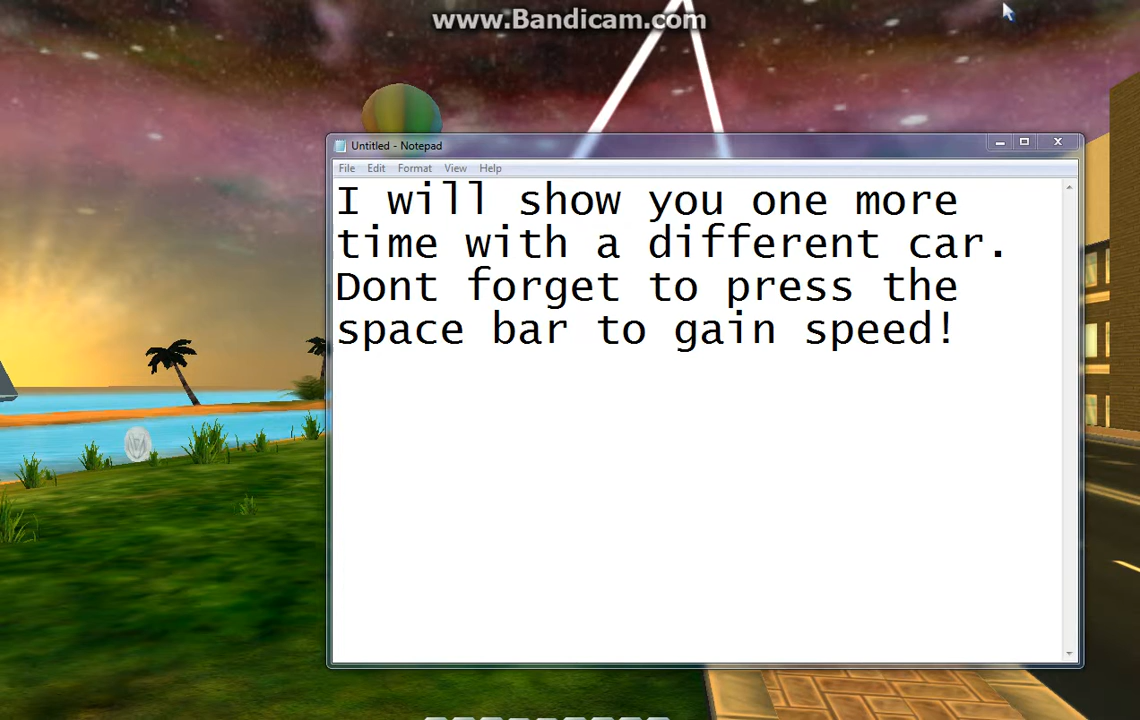 www.Bandicam.com
Untitled - Notepad
File Edit Format View Help
I will show you one more
time with a different car.
Dont forget to press the
space bar to gain speed!